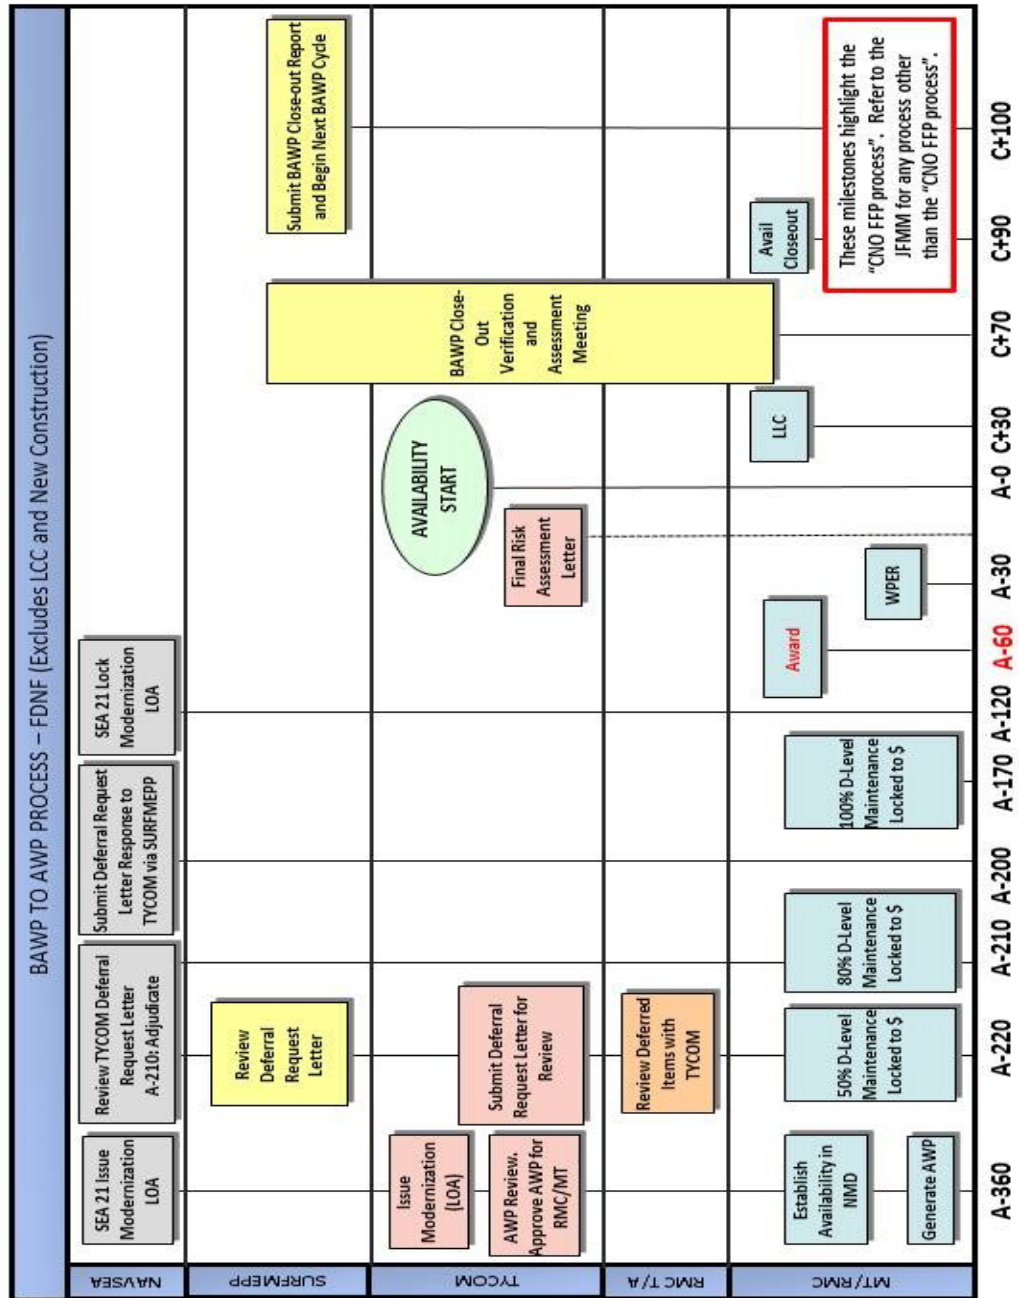 BAWP TO AWP PROCESS – FDNF (Excludes LCC and New Construction)
NAVSEA
SEA 21 Issue
Modernization
LOA
Review TYCOM Deferral
Request Letter
A-210: Adjudicate
Submit Deferral Request
Letter Response to
TYCOM via SURFMEPP
SEA 21 Lock
Modernization
LOA
SURFMEPP
Review
Deferral
Request
Letter
Submit BAWP Close-out Report
and Begin Next BAWP Cycle
TYCOM
Issue
Modernization
(LOA)
AWP Review.
Approve AWP for
RMC/MT
Submit Deferral
Request Letter for
Review
Final Risk
Assessment
Letter
AVAILABILITY
START
BAWP Close-
Out
Verification
and
Assessment
Meeting
RMC T/A
Review Deferred
Items with
TYCOM
MT/RMC
Establish
Availability in
NMD
Generate AWP
50% D-Level
Maintenance
Locked to $
80% D-Level
Maintenance
Locked to $
100% D-Level
Maintenance
Locked to $
Award
WPER
LLC
Avail
Closeout
These milestones highlight the
"CNO FFP process". Refer to the
JFMM for any process other
than the "CNO FFP process".
A-360 A-220 A-210 A-200 A-170 A-120 A-60 A-30 A-0 C+30 C+70 C+90 C+100